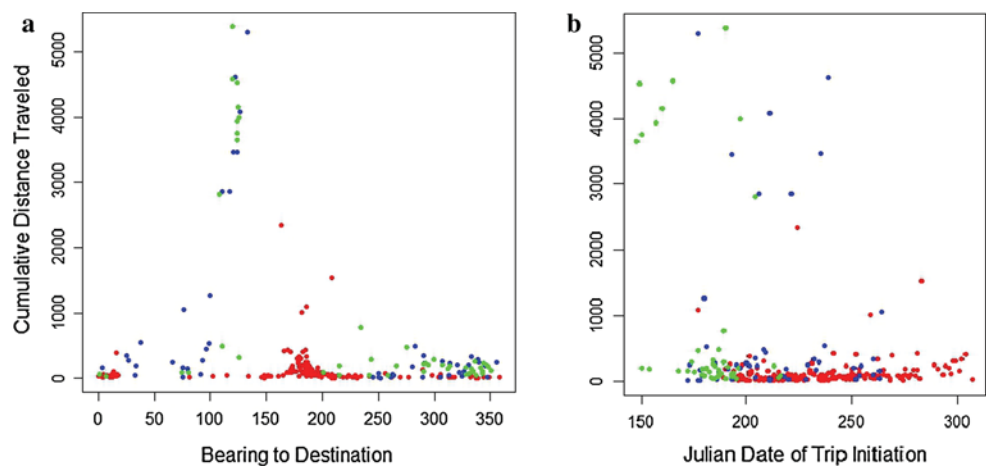 a
Cumulative Distance Traveled
5000
4000
3000
2000
1000
0
0 50 100 150 200 250 300 350
Bearing to Destination
b
5000
4000
3000
2000
1000
0
150 200 250 300
Julian Date of Trip Initiation